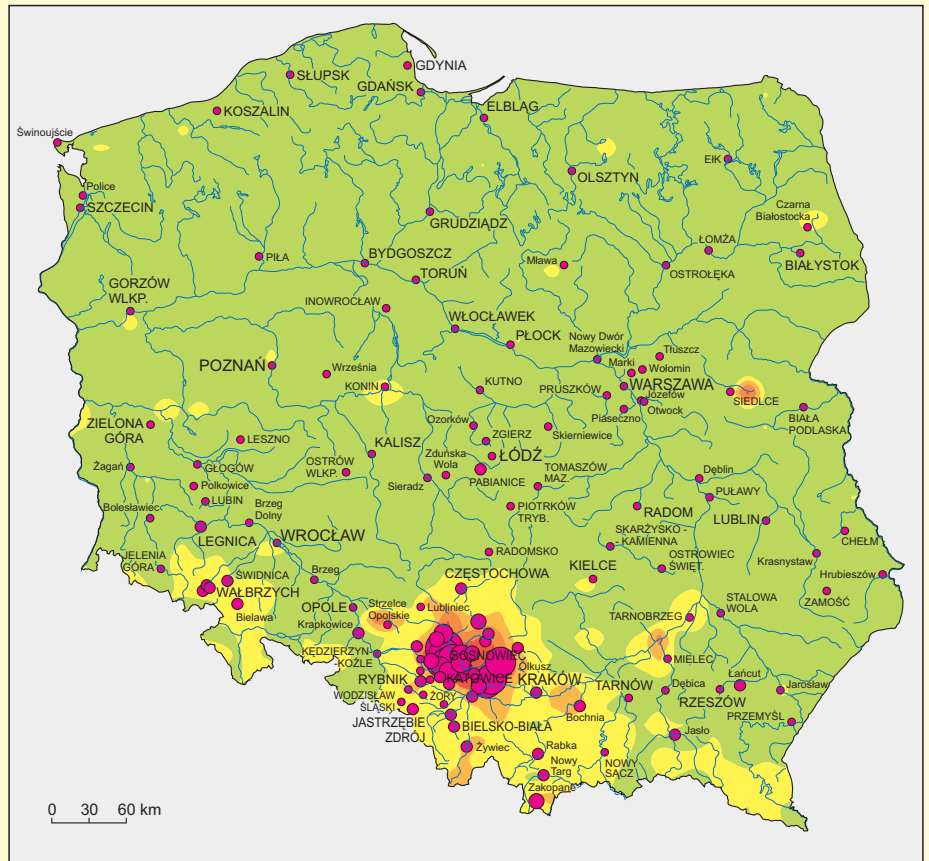 GDYNIA
SŁUPSK
GDAŃSK
KOSZALIN
ELBLAG
Świnoujście
EłK
OLSZTYN
Police
SZCZECIN
Czarna
Białostocka
GRUDZIĄDZ
ŁOMŻA
PIŁA
BYDGOSZCZ
Mława
OSTROŁĘKA
BIAŁYSTOK
TORUŃ
GORZÓW
WLKP.
INOWROCŁAW
WŁOCŁAWEK
PŁOCK
Nowy Dwór
Mazowiecki
Tłuszcz
POZNAŃ
Września
Marki
Wołomin
KONIN
KUTNO
PRUSZKÓW
WARSZAWA
Józefów
Otwock
SIEDLCE
Piaseczno
BIAŁA
PODLASKA
ZIELONA
GÓRA
LESZNO
KALISZ
Ozorków
ZGIERZ
Skierniewice
ŁÓDŹ
Żagań
GŁOGÓW
OSTRÓW
WLKP.
Zduńska
Wola
Sieradz
PABIANICE
TOMASZÓW
MAZ.
Dęblin
Polkowice
LUBIN
PUŁAWY
Bolesławiec
Brzeg
Dolny
PIOTRKÓW
TRYB.
RADOM
LUBLIN
LEGNICA
WROCŁAW
SKARŻYSKO -
- KAMIENNA
CHEŁM
RADOMSKO
JELENIA
GÓRA
OSTROWIEC
ŚWIĘT.
Krasnystaw
ŚWIDNICA
Brzeg
CZĘSTOCHOWA
KIELCE
Hrubieszów
WAŁBRZYCH
ZAMOŚĆ
Bielawa
OPOLE
Strzelce
Opolskie
Lubliniec
STALOWA
WOLA
TARNOBRZEG
Krapkowice
KĘDZIERZYN-
KOŹLE
SOSNOWIEC
Olkusz
MIELEC
RYBNIK
KATOWICE
KRAKÓW
TARNÓW
Dębica
Łańcut
RZESZÓW
Jarosław
WODZISŁAW
ŚLĄSKI
ŻORY
JASTRZĘBIE
ZDRÓJ
BIELSKO-BIAŁA
Bochnia
PRZEMYŚL
Jasło
Żywiec
Rabka
Nowy
Targ
NOWY
SĄCZ
Zakopane
0 30 60 km